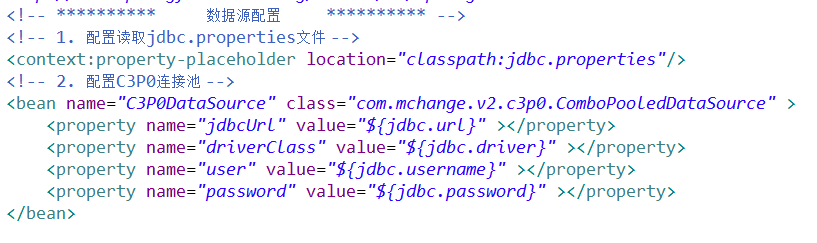 <!-- **********     数据源配置     ********** -->
<!-- 1. 配置读取jdbc.properties文件 -->
<context:property-placeholder location="classpath:jdbc.properties"/>
<!-- 2. 配置C3P0连接池 -->
<bean name="C3P0DataSource" class="com.mchange.v2.c3p0.ComboPooledDataSource" >
    <property name="jdbcUrl" value="${jdbc.url}" ></property>
    <property name="driverClass" value="${jdbc.driver}" ></property>
    <property name="user" value="${jdbc.username}" ></property>
    <property name="password" value="${jdbc.password}" ></property>
</bean>